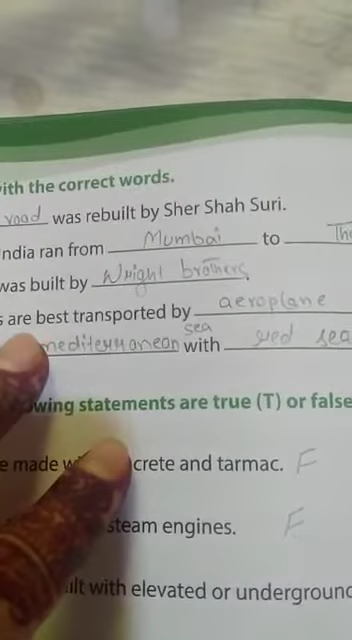 ith the correct words.
road was rebuilt by Sher Shah Suri.
ndia ran from Mumbai to Th
was built by Wright brothers.
s are best transported by aeroplane
mediterranean sea with red sea
owing statements are true (T) or false
e made w crete and tarmac. F
steam engines. F
ilt with elevated or underground